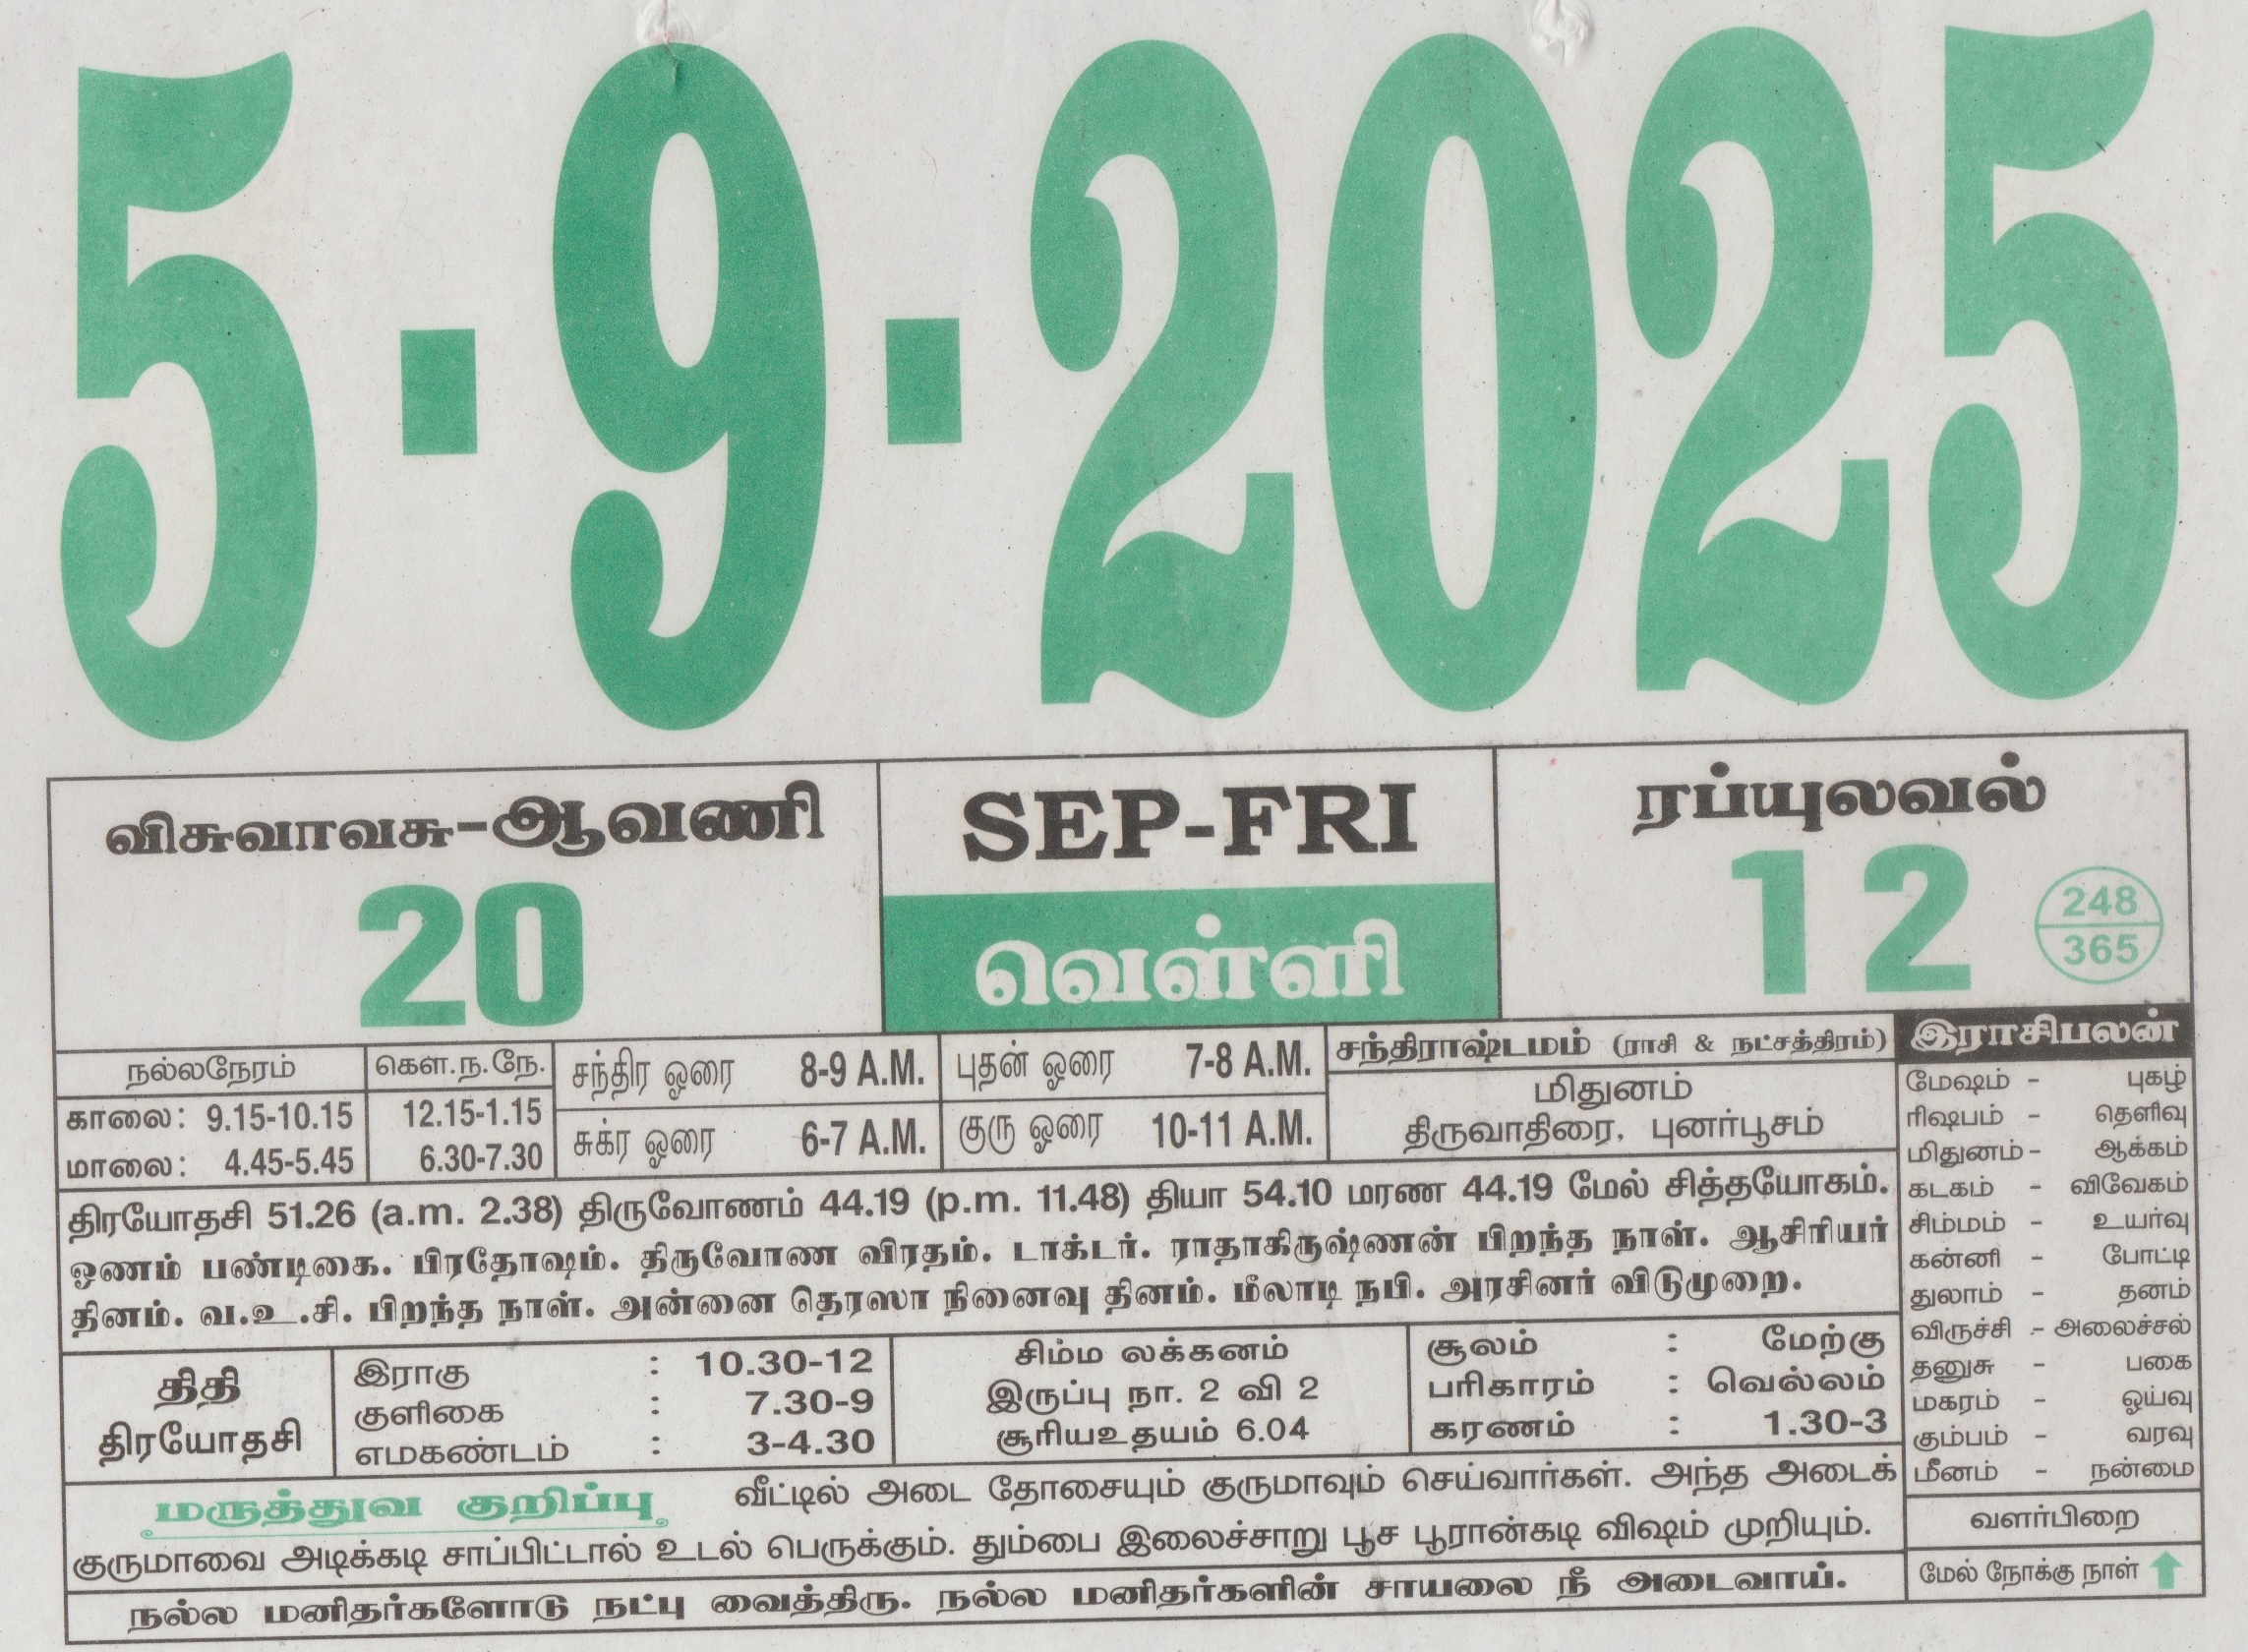 5.9.2025
விசுவாவசு-ஆவணி
20
SEP-FRI
வெள்ளி
ரப்யுலவல்
12
248
365
நல்லநேரம்
காலை: 9.15-10.15
மாலை: 4.45-5.45
கௌ.ந.நே.
12.15-1.15
6.30-7.30
சந்திர ஓரை 8-9 A.M.
சுக்ர ஓரை 6-7 A.M.
புதன் ஓரை 7-8 A.M.
குரு ஓரை 10-11 A.M.
சந்திராஷ்டமம் (ராசி & நட்சத்திரம்)
மிதுனம்
திருவாதிரை, புனர்பூசம்
திரயோதசி 51.26 (a.m. 2.38) திருவோணம் 44.19 (p.m. 11.48) தியா 54.10 மரண 44.19 மேல் சித்தயோகம்.
ஓணம் பண்டிகை. பிரதோஷம். திருவோண விரதம். டாக்டர். ராதாகிருஷ்ணன் பிறந்த நாள். ஆசிரியர்
தினம். வ.உ.சி. பிறந்த நாள். அன்னை தெரஸா நினைவு தினம். மீலாடி நபி. அரசினர் விடுமுறை.
திதி
திரயோதசி
இராகு : 10.30-12
குளிகை : 7.30-9
எமகண்டம் : 3-4.30
சிம்ம லக்கனம்
இருப்பு நா. 2 வி 2
சூரியஉதயம் 6.04
சூலம் : மேற்கு
பரிகாரம் : வெல்லம்
கரணம் : 1.30-3
மருத்துவ குறிப்பு வீட்டில் அடை தோசையும் குருமாவும் செய்வார்கள். அந்த அடைக்
குருமாவை அடிக்கடி சாப்பிட்டால் உடல் பெருக்கும். தும்பை இலைச்சாறு பூச பூரான்கடி விஷம் முறியும்.
நல்ல மனிதர்களோடு நட்பு வைத்திரு. நல்ல மனிதர்களின் சாயலை நீ அடைவாய்.
இராசிபலன்
மேஷம் - புகழ்
ரிஷபம் - தெளிவு
மிதுனம் - ஆக்கம்
கடகம் - விவேகம்
சிம்மம் - உயர்வு
கன்னி - போட்டி
துலாம் - தனம்
விருச்சி - அலைச்சல்
தனுசு - பகை
மகரம் - ஓய்வு
கும்பம் - வரவு
மீனம் - நன்மை
வளர்பிறை
மேல் நோக்கு நாள்